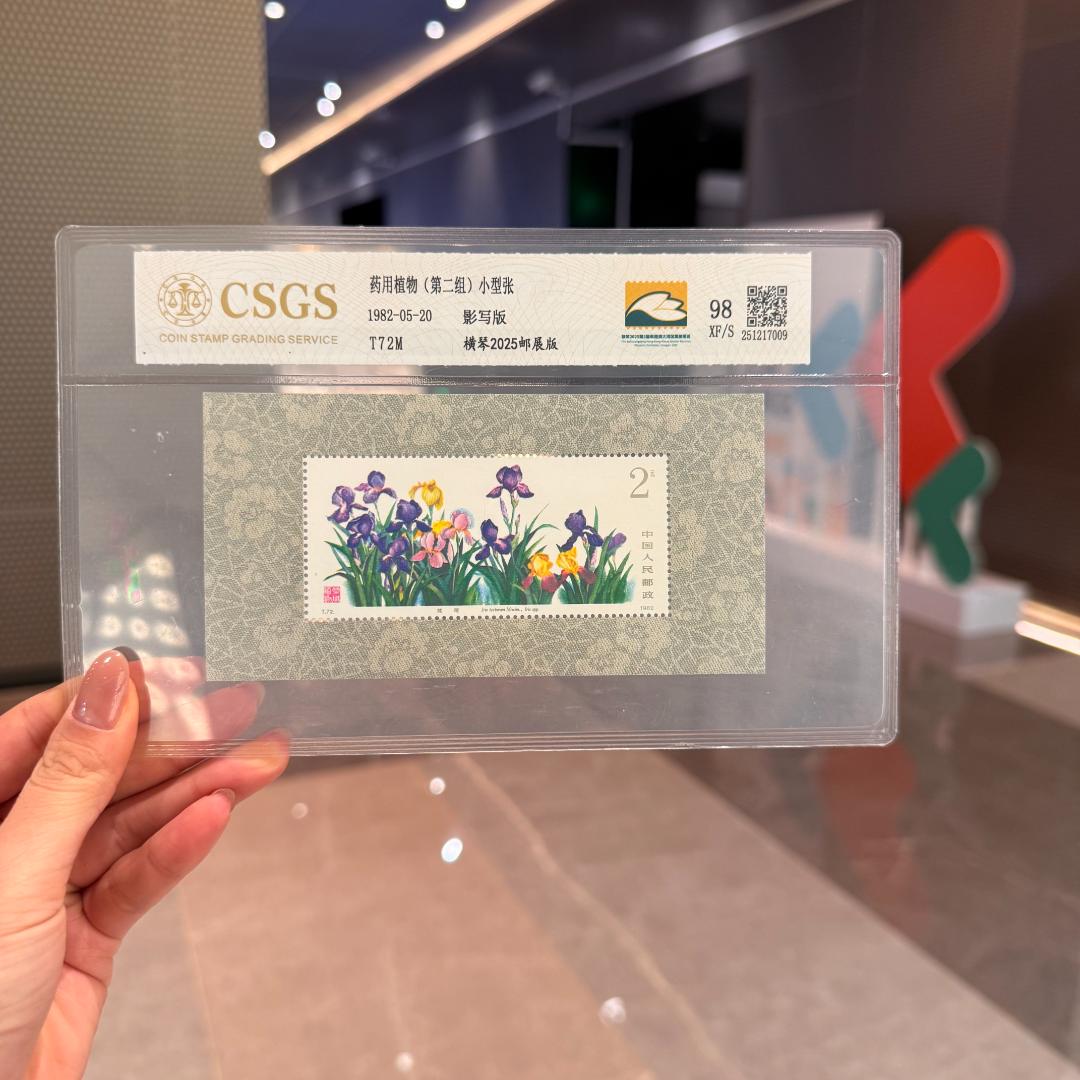 CSGS
COIN STAMP GRADING SERVICE
药用植物（第二组）小型张
1982-05-20 影写版
T72M 横琴2025邮展版
98
XF/S
251217009
2元
中国人民邮政
T.72. 1982